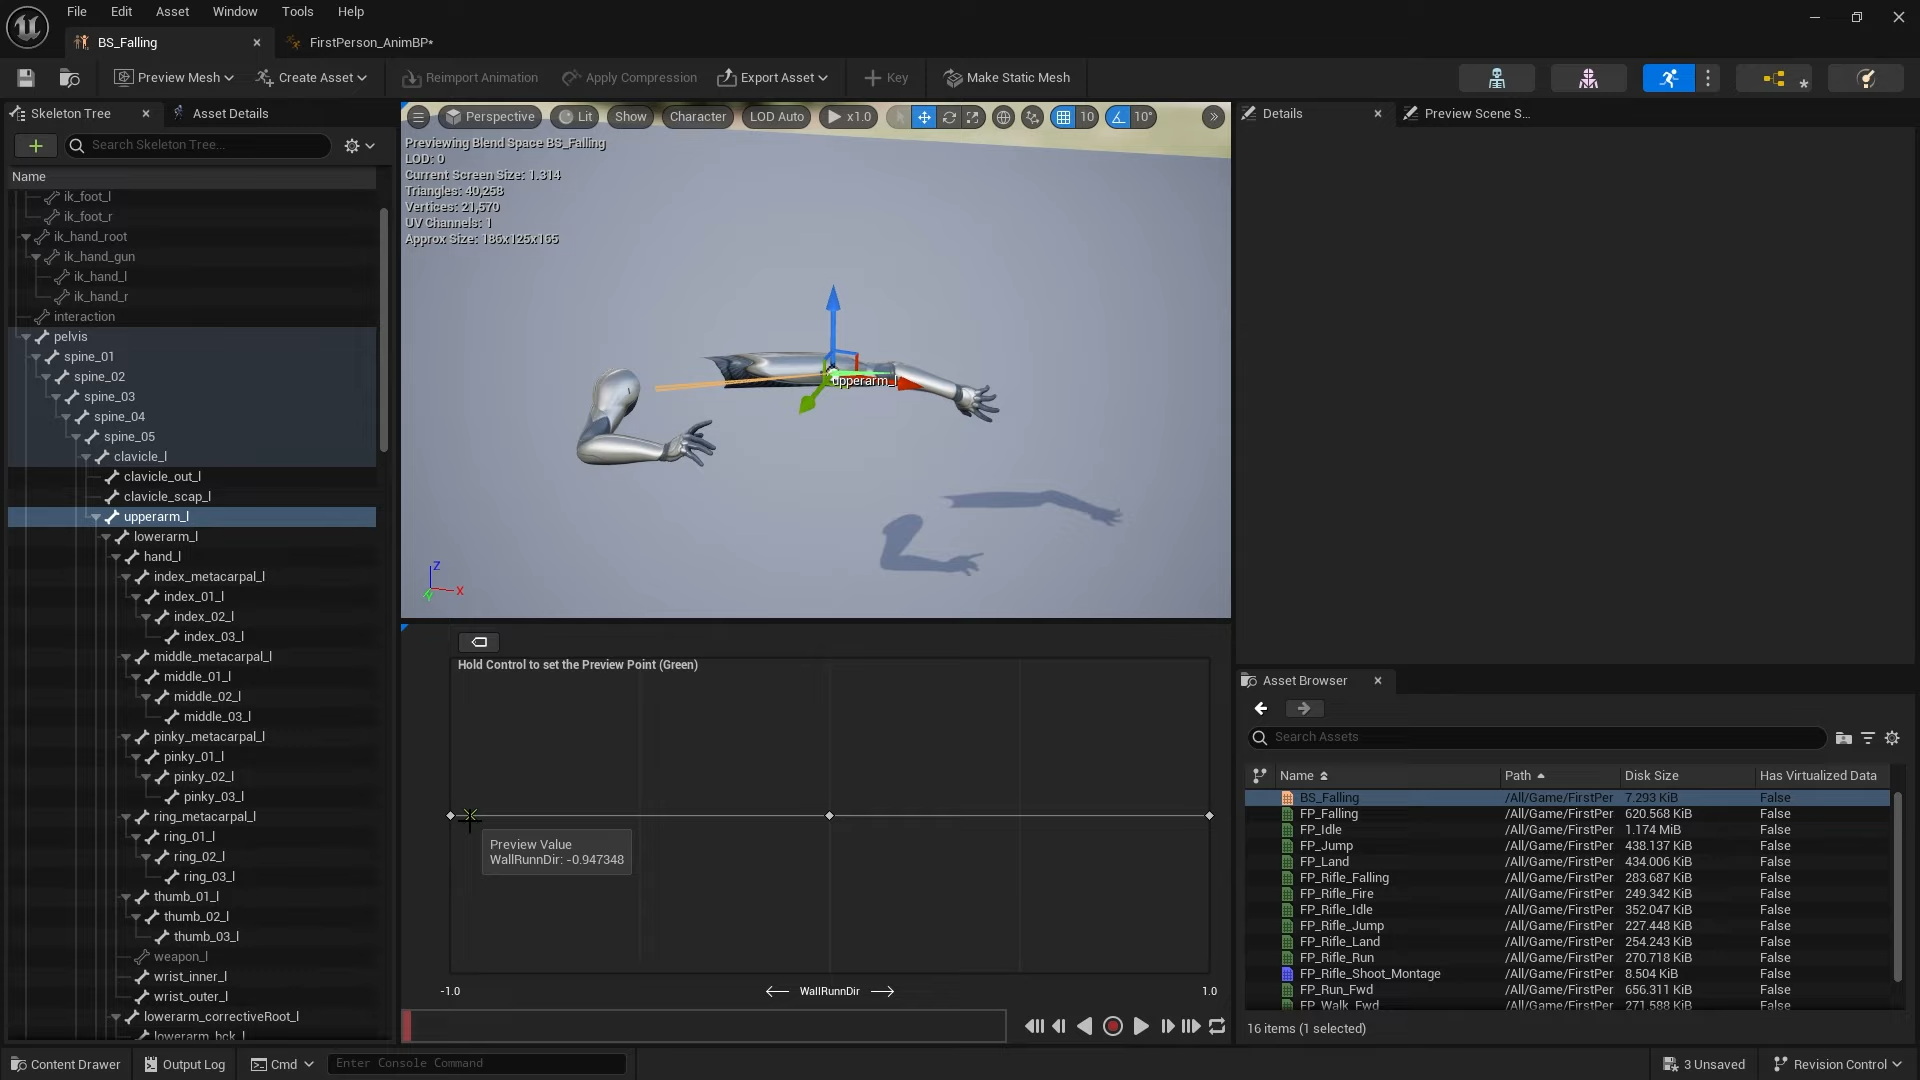 File Edit Asset Window Tools Help
BS_Falling FirstPerson_AnimBP*
Preview Mesh Create Asset Reimport Animation Apply Compression Export Asset Key Make Static Mesh
Skeleton Tree Asset Details
Search Skeleton Tree...
Name
ik_foot_l
ik_foot_r
ik_hand_root
ik_hand_gun
ik_hand_l
ik_hand_r
interaction
pelvis
spine_01
spine_02
spine_03
spine_04
spine_05
clavicle_l
clavicle_out_l
clavicle_scap_l
upperarm_l
lowerarm_l
hand_l
index_metacarpal_l
index_01_l
index_02_l
index_03_l
middle_metacarpal_l
middle_01_l
middle_02_l
middle_03_l
pinky_metacarpal_l
pinky_01_l
pinky_02_l
pinky_03_l
ring_metacarpal_l
ring_01_l
ring_02_l
ring_03_l
thumb_01_l
thumb_02_l
thumb_03_l
weapon_l
wrist_inner_l
wrist_outer_l
lowerarm_correctiveRoot_l
lowerarm_bck_l
Perspective Lit Show Character LOD Auto x1.0 10 10°
Previewing Blend Space BS_Falling
LOD: 0
Current Screen Size: 1.314
Triangles: 40,258
Vertices: 21,570
UV Channels: 1
Approx Size: 186x125x165
upperarm_l
Z
X
Y
Hold Control to set the Preview Point (Green)
Preview Value
WallRunnDir: -0.947348
-1.0 WallRunnDir 1.0
Details Preview Scene S...
Asset Browser
Search Assets
Name Path Disk Size Has Virtualized Data
BS_Falling /All/Game/FirstPer 7.293 KiB False
FP_Falling /All/Game/FirstPer 620.568 KiB False
FP_Idle /All/Game/FirstPer 1.174 MiB False
FP_Jump /All/Game/FirstPer 438.137 KiB False
FP_Land /All/Game/FirstPer 434.006 KiB False
FP_Rifle_Falling /All/Game/FirstPer 283.687 KiB False
FP_Rifle_Fire /All/Game/FirstPer 249.342 KiB False
FP_Rifle_Idle /All/Game/FirstPer 352.047 KiB False
FP_Rifle_Jump /All/Game/FirstPer 227.448 KiB False
FP_Rifle_Land /All/Game/FirstPer 254.243 KiB False
FP_Rifle_Run /All/Game/FirstPer 270.718 KiB False
FP_Rifle_Shoot_Montage /All/Game/FirstPer 8.504 KiB False
FP_Run_Fwd /All/Game/FirstPer 656.311 KiB False
FP_Walk_Fwd /All/Game/FirstPer 271.588 KiB False
16 items (1 selected)
Content Drawer Output Log Cmd Enter Console Command 3 Unsaved Revision Control